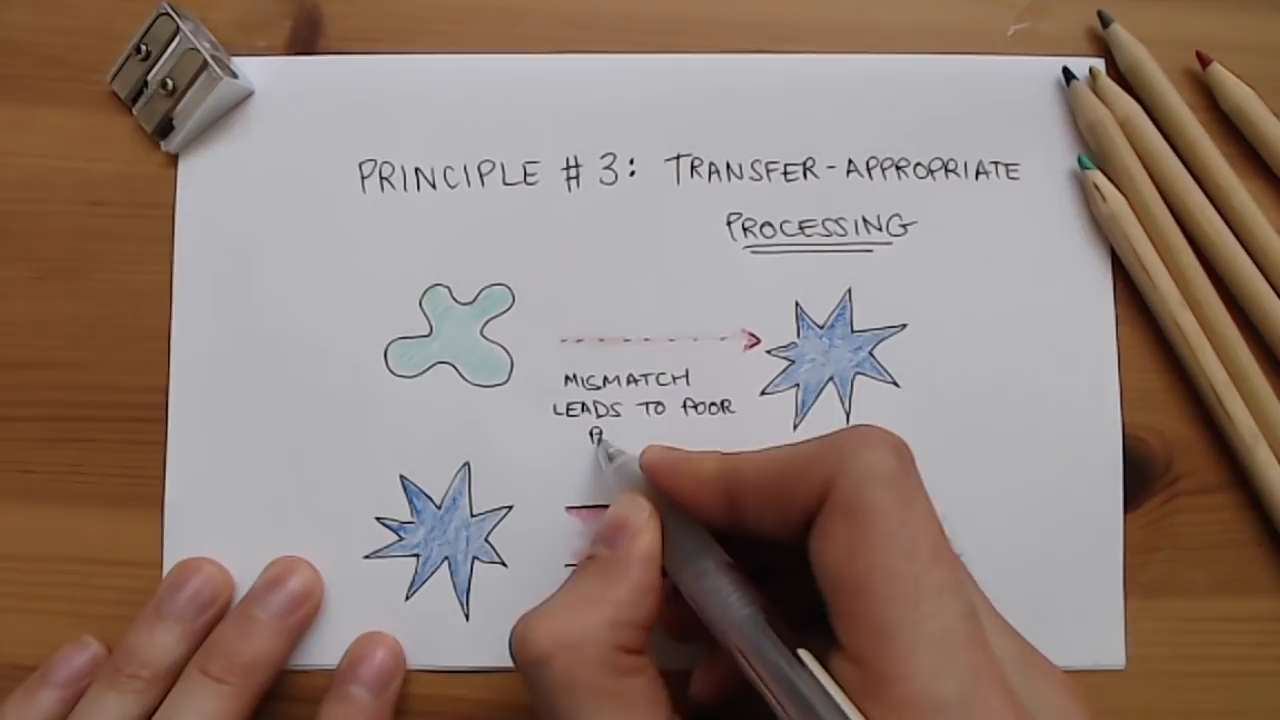 PRINCIPLE # 3: TRANSFER-APPROPRIATE
PROCESSING
MISMATCH
LEADS TO POOR